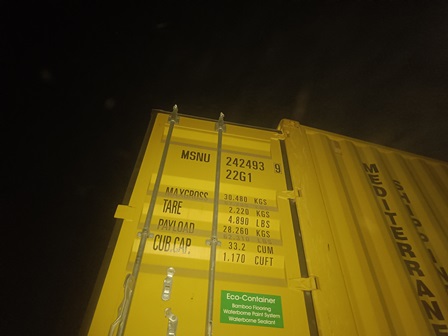 MSNU 242493 9
22G1
MAXGROSS 30.480 KGS
TARE 2.220 KGS
4.890 LBS
PAYLOAD 28.260 KGS
CUB CAP. 33.2 CUM
1.170 CUFT
Eco-Container
Bamboo Flooring
Waterborne Paint System
Waterborne Sealant
MEDITERRAN
SHIPPI